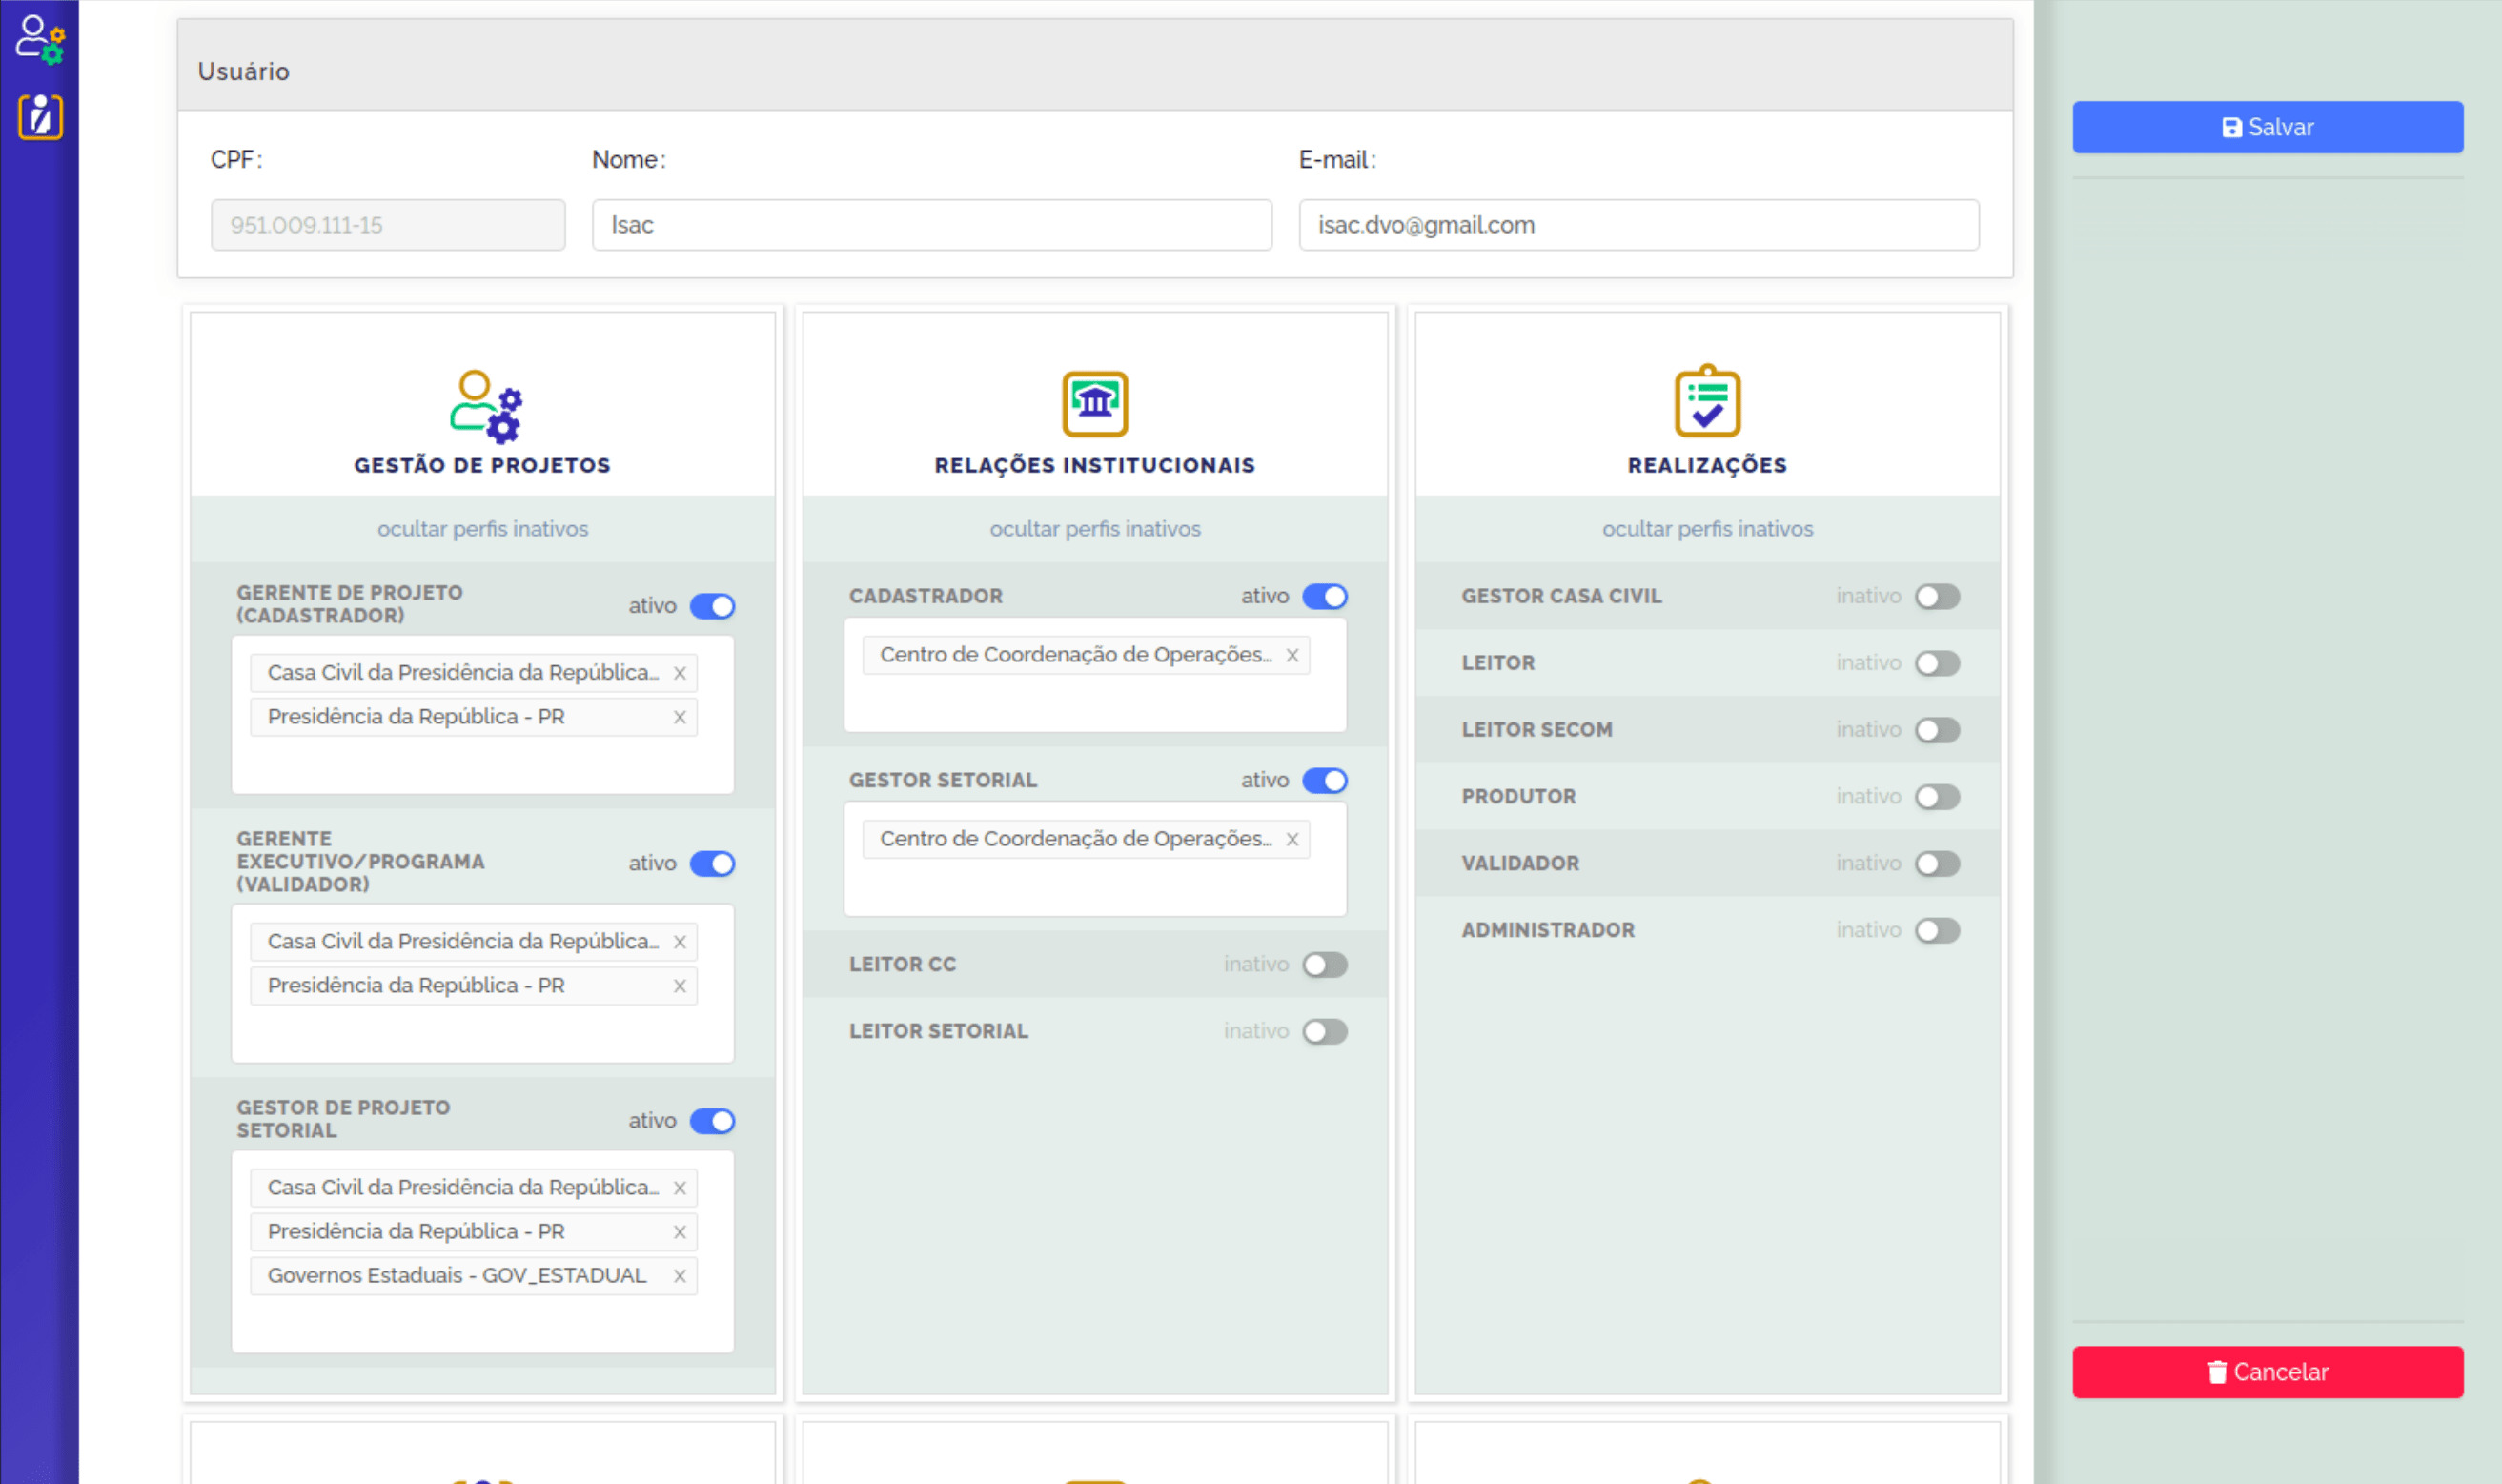 Usuário
Salvar
CPF:
Nome:
E-mail:
951.009.111-15
Isac
isac.dvo@gmail.com
GESTÃO DE PROJETOS
ocultar perfis inativos
GERENTE DE PROJETO
(CADASTRADOR)
ativo
Casa Civil da Presidência da República... X
Presidência da República - PR X
GERENTE
EXECUTIVO/PROGRAMA
(VALIDADOR)
ativo
Casa Civil da Presidência da República... X
Presidência da República - PR X
GESTOR DE PROJETO
SETORIAL
ativo
Casa Civil da Presidência da República... X
Presidência da República - PR X
Governos Estaduais - GOV_ESTADUAL X
RELAÇÕES INSTITUCIONAIS
ocultar perfis inativos
CADASTRADOR ativo
Centro de Coordenação de Operações... X
GESTOR SETORIAL ativo
Centro de Coordenação de Operações... X
LEITOR CC inativo
LEITOR SETORIAL inativo
REALIZAÇÕES
ocultar perfis inativos
GESTOR CASA CIVIL inativo
LEITOR inativo
LEITOR SECOM inativo
PRODUTOR inativo
VALIDADOR inativo
ADMINISTRADOR inativo
Cancelar